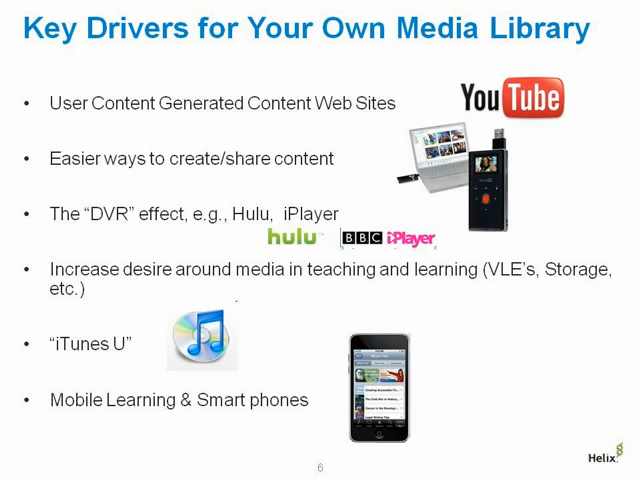 Key Drivers for Your Own Media Library
• User Content Generated Content Web Sites
YouTube
• Easier ways to create/share content
• The “DVR” effect, e.g., Hulu, iPlayer
hulu BBC iPlayer
• Increase desire around media in teaching and learning (VLE’s, Storage,
etc.)
• “iTunes U”
• Mobile Learning & Smart phones
Helix
6